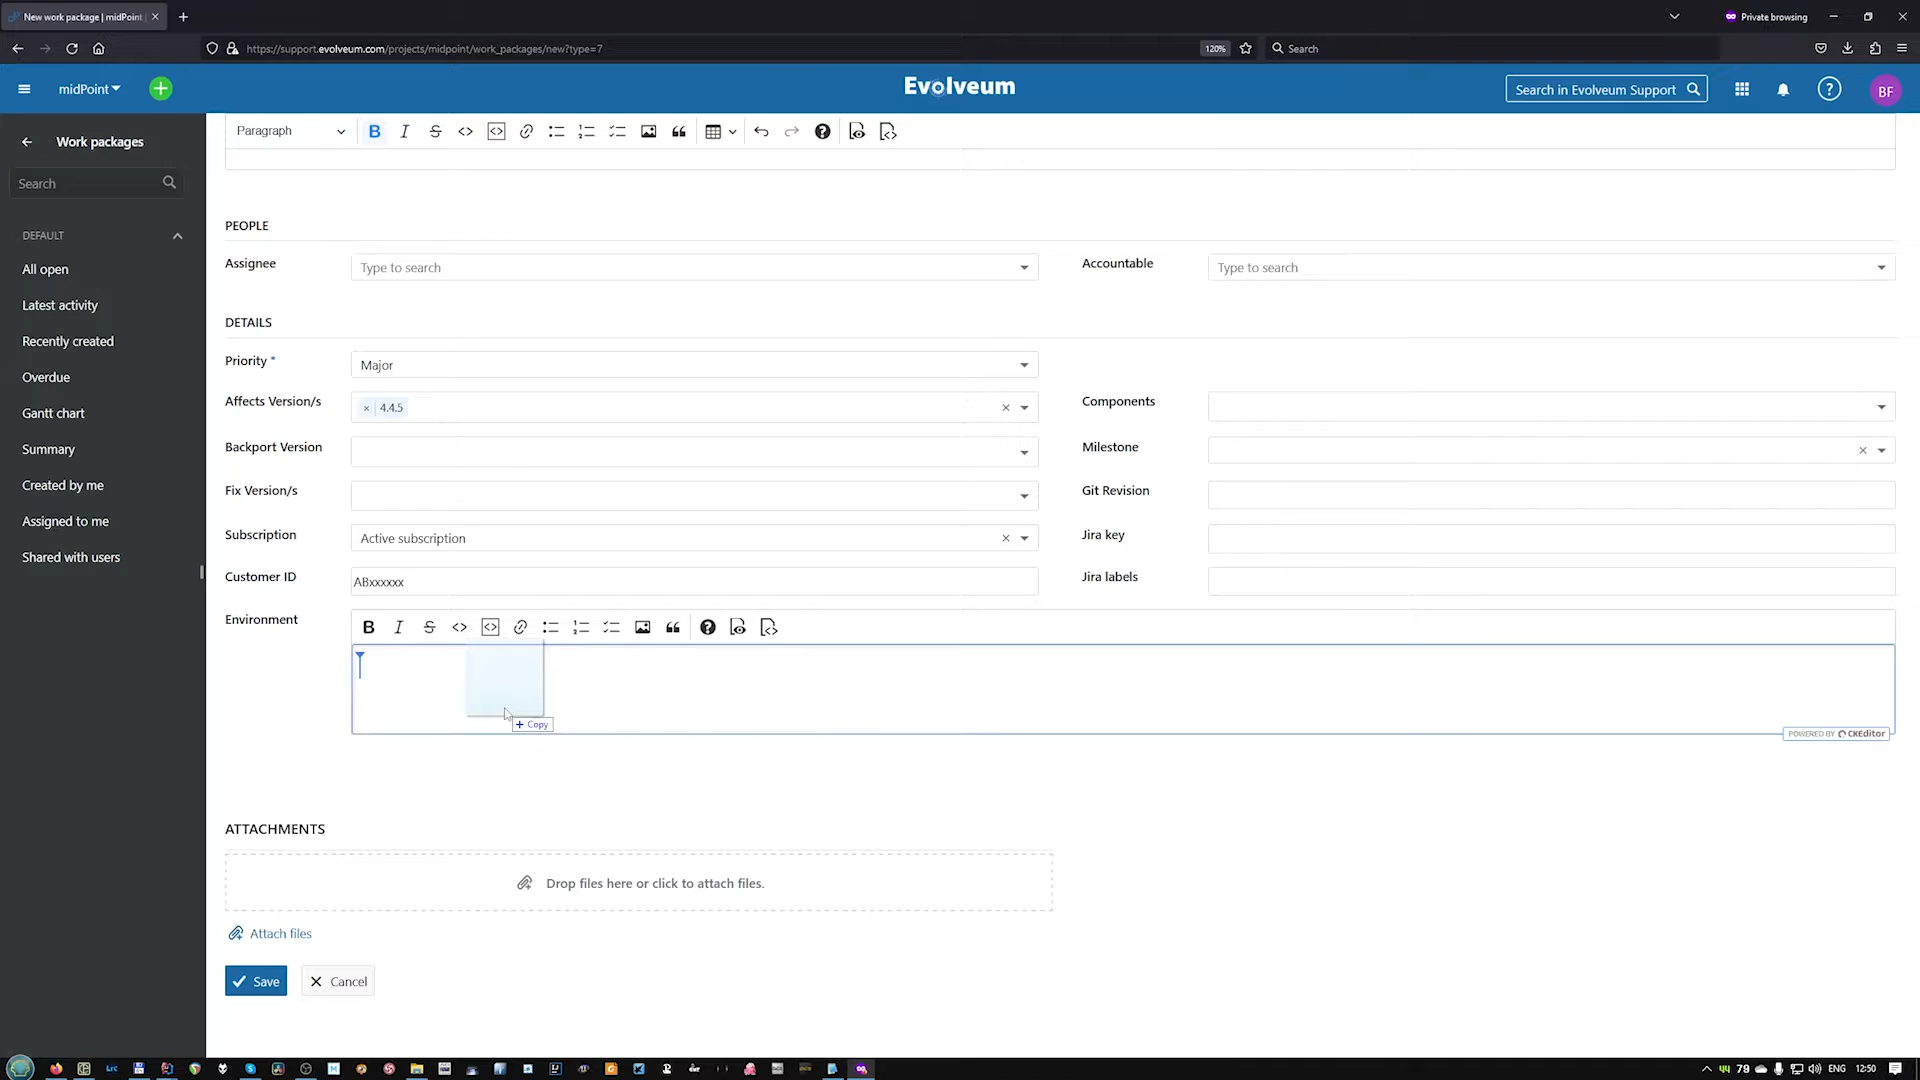 New work package | midPoint
Private browsing
https://support.evolveum.com/projects/midpoint/work_packages/new?type=7
120%
Search
midPoint
Evolveum
Search in Evolveum Support
BF
Work packages
Search
DEFAULT
All open
Latest activity
Recently created
Overdue
Gantt chart
Summary
Created by me
Assigned to me
Shared with users
Paragraph
PEOPLE
Assignee
Type to search
Accountable
Type to search
DETAILS
Priority *
Major
Affects Version/s
4.4.5
Components
Backport Version
Milestone
Fix Version/s
Git Revision
Subscription
Active subscription
Jira key
Customer ID
ABxxxxxx
Jira labels
Environment
+ Copy
POWERED BY CKEditor
ATTACHMENTS
Drop files here or click to attach files.
Attach files
Save
Cancel
79
ENG
12:50